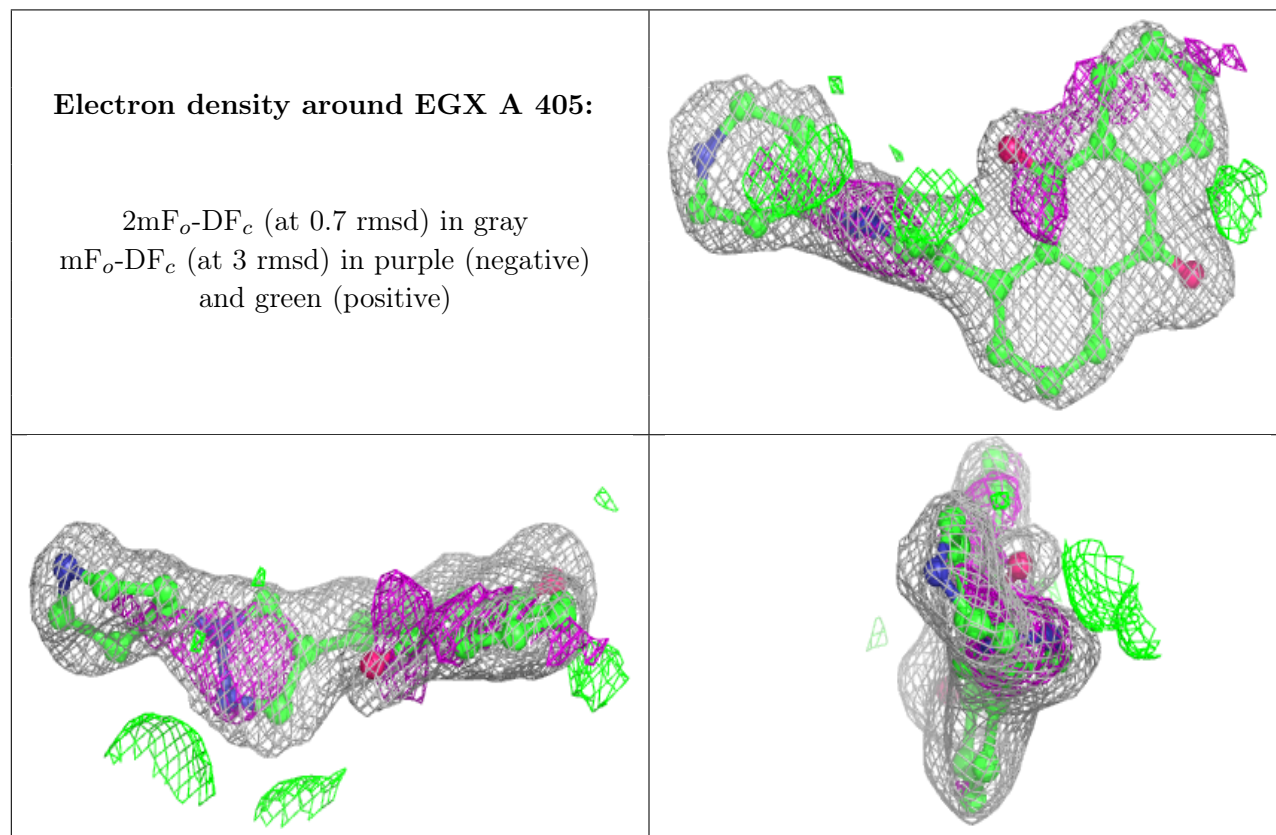 Electron density around EGX A 405:
2mFₒ-DF𝒸 (at 0.7 rmsd) in gray
mFₒ-DF𝒸 (at 3 rmsd) in purple (negative)
and green (positive)